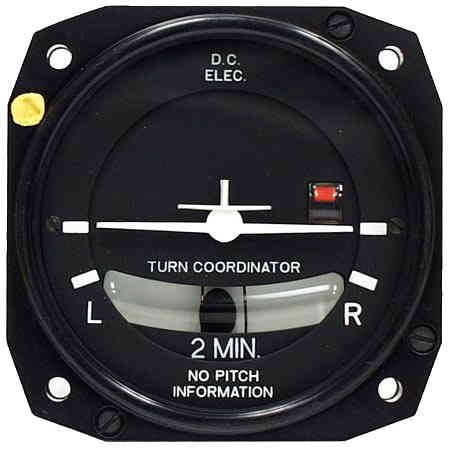 D.C.
ELEC.
TURN COORDINATOR
L R
2 MIN.
NO PITCH
INFORMATION